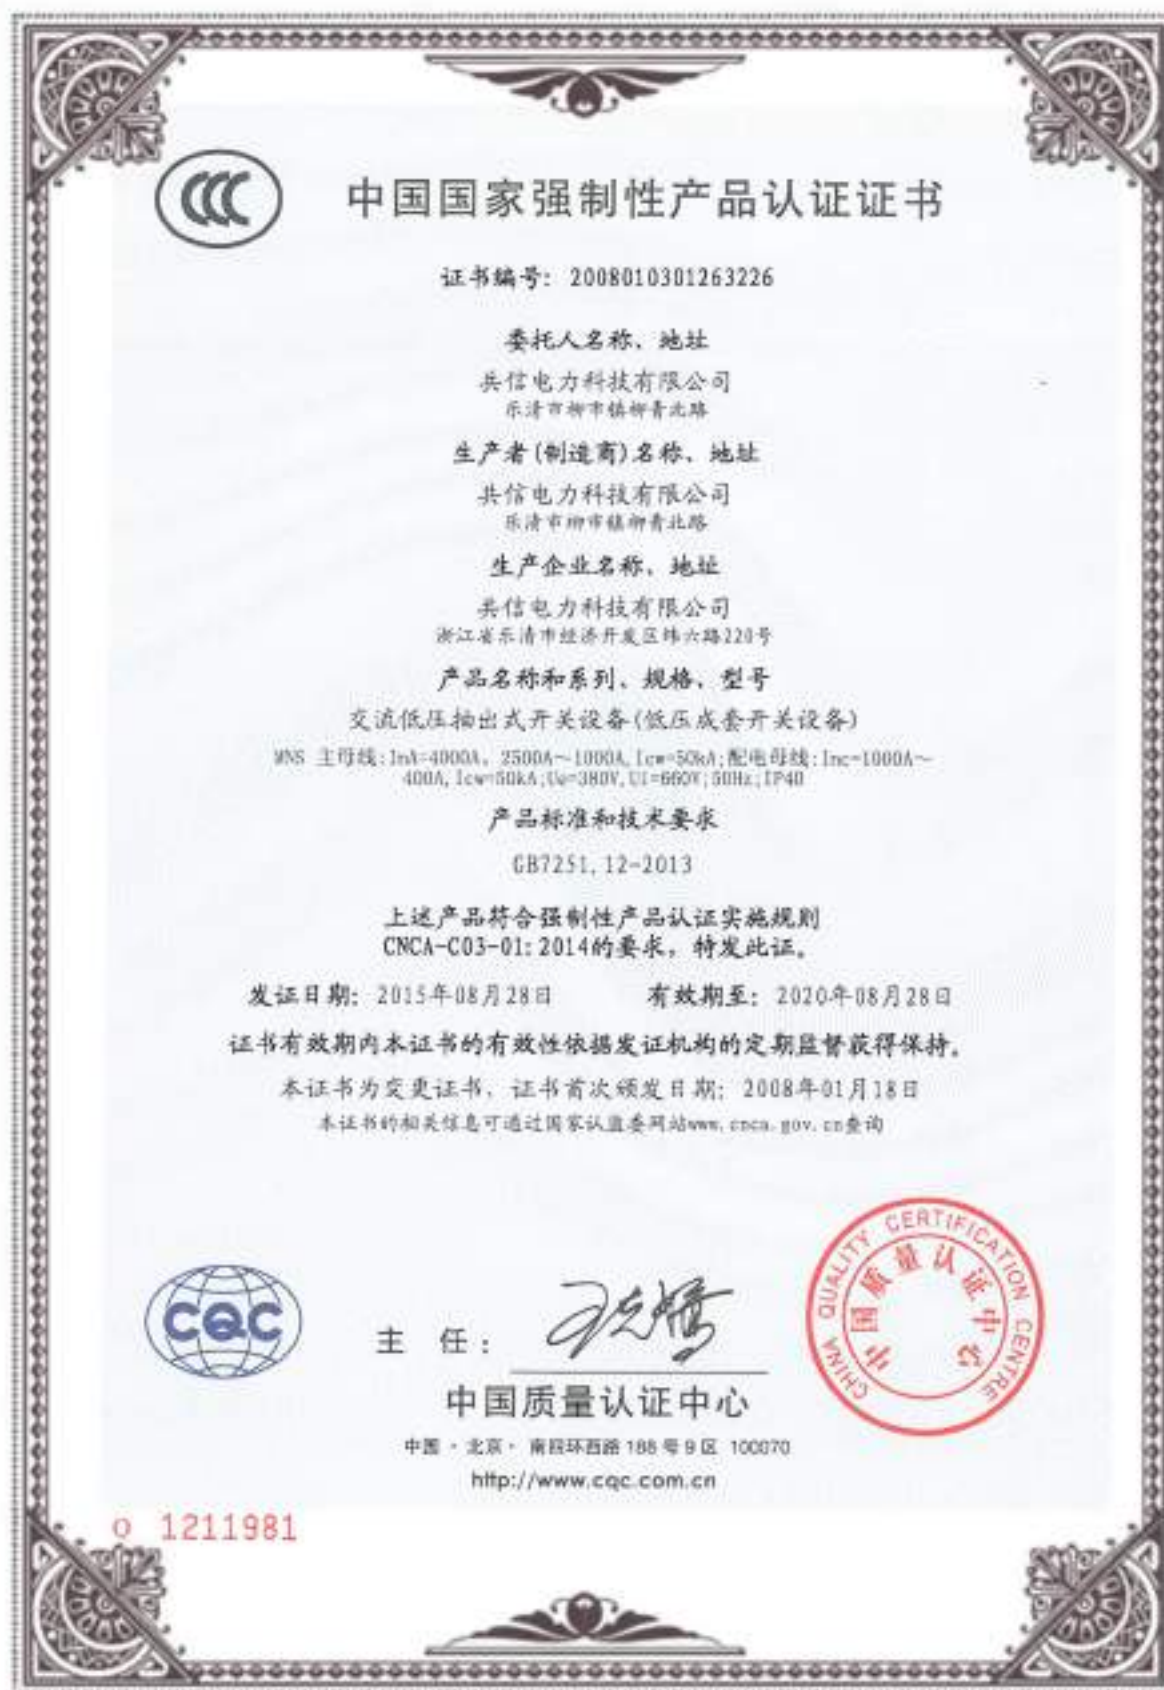 中国国家强制性产品认证证书
证书编号: 2008010301263226
委托人名称、地址
共信电力科技有限公司
乐清市柳市镇柳青北路
生产者(制造商)名称、地址
共信电力科技有限公司
乐清市柳市镇柳青北路
生产企业名称、地址
共信电力科技有限公司
浙江省乐清市经济开发区纬六路220号
产品名称和系列、规格、型号
交流低压抽出式开关设备(低压成套开关设备)
MNS 主母线:InA=4000A、2500A~1000A,Icw=50kA;配电母线:Inc=1000A~
400A,Icw=50kA;Ue=380V,Ui=660V;50Hz;IP40
产品标准和技术要求
GB7251.12-2013
上述产品符合强制性产品认证实施规则
CNCA-C03-01:2014的要求，特发此证。
发证日期: 2015年08月28日 有效期至: 2020年08月28日
证书有效期内本证书的有效性依据发证机构的定期监督获得保持。
本证书为变更证书、证书首次颁发日期: 2008年01月18日
本证书的相关信息可通过国家认监委网站www.cnca.gov.cn查询
CHINA QUALITY CERTIFICATION CENTRE
中国质量认证中心
CQC
主 任:
中国质量认证中心
中国·北京·南四环西路188号9区 100070
http://www.cqc.com.cn
Q 1211981